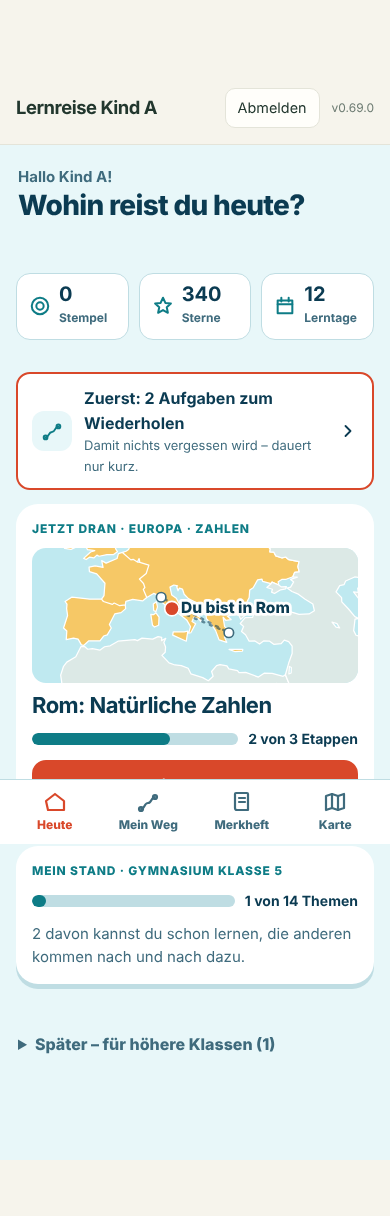 Lernreise Kind A
Abmelden
v0.69.0
Hallo Kind A!
Wohin reist du heute?
0
Stempel
340
Sterne
12
Lerntage
Zuerst: 2 Aufgaben zum
Wiederholen
Damit nichts vergessen wird – dauert
nur kurz.
JETZT DRAN · EUROPA · ZAHLEN
Du bist in Rom
Rom: Natürliche Zahlen
2 von 3 Etappen
Heute
Mein Weg
Merkheft
Karte
MEIN STAND · GYMNASIUM KLASSE 5
1 von 14 Themen
2 davon kannst du schon lernen, die anderen
kommen nach und nach dazu.
Später – für höhere Klassen (1)